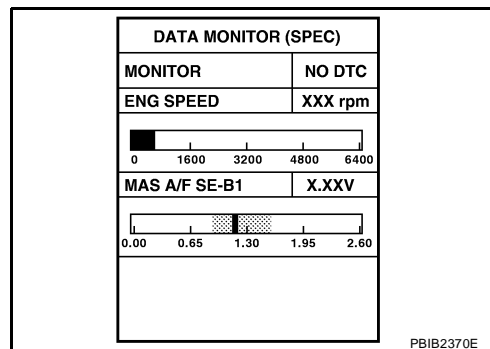 DATA MONITOR (SPEC)
MONITOR NO DTC
ENG SPEED XXX rpm
0 1600 3200 4800 6400
MAS A/F SE-B1 X.XXV
0.00 0.65 1.30 1.95 2.60
PBIB2370E